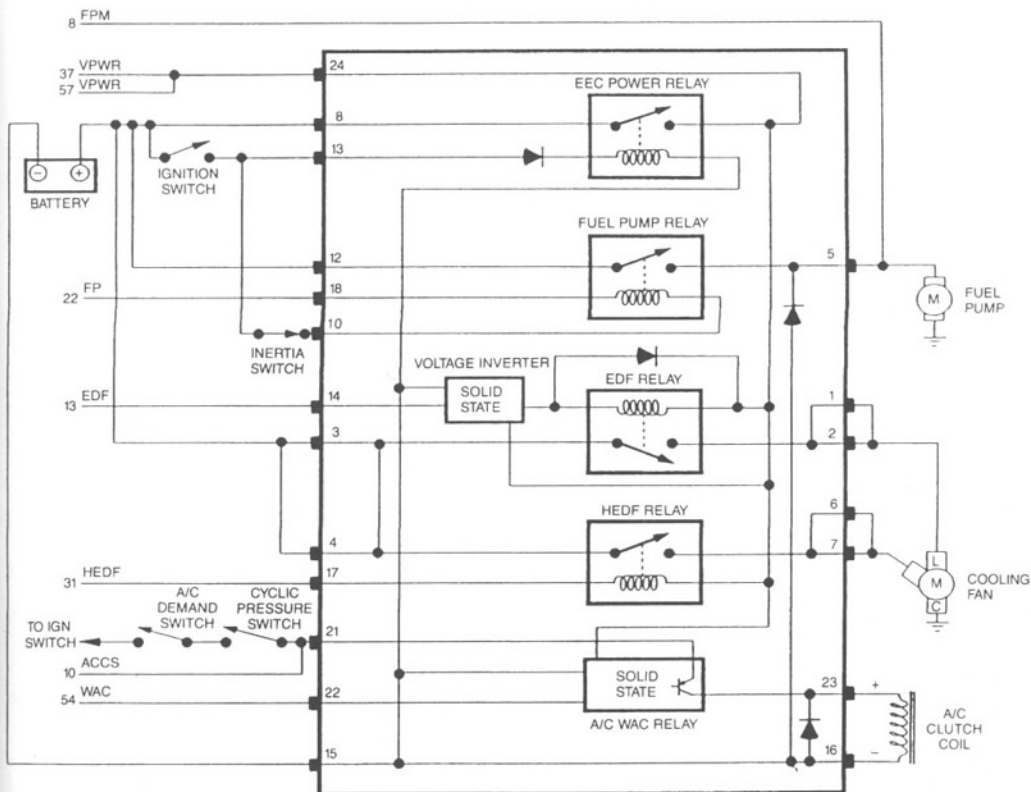 8 FPM
37 VPWR
57 VPWR
24
EEC POWER RELAY
8
13
IGNITION
SWITCH
− +
BATTERY
FUEL PUMP RELAY
12
5
18
22 FP
10
M
FUEL
PUMP
INERTIA
SWITCH
VOLTAGE INVERTER
EDF RELAY
SOLID
STATE
13 EDF
14
1
3
2
HEDF RELAY
6
4
7
31 HEDF
17
L
M
C
COOLING
FAN
A/C
DEMAND
SWITCH
CYCLIC
PRESSURE
SWITCH
TO IGN
SWITCH
21
10 ACCS
54 WAC
22
SOLID
STATE
A/C WAC RELAY
23
+
A/C
CLUTCH
COIL
15
16
−